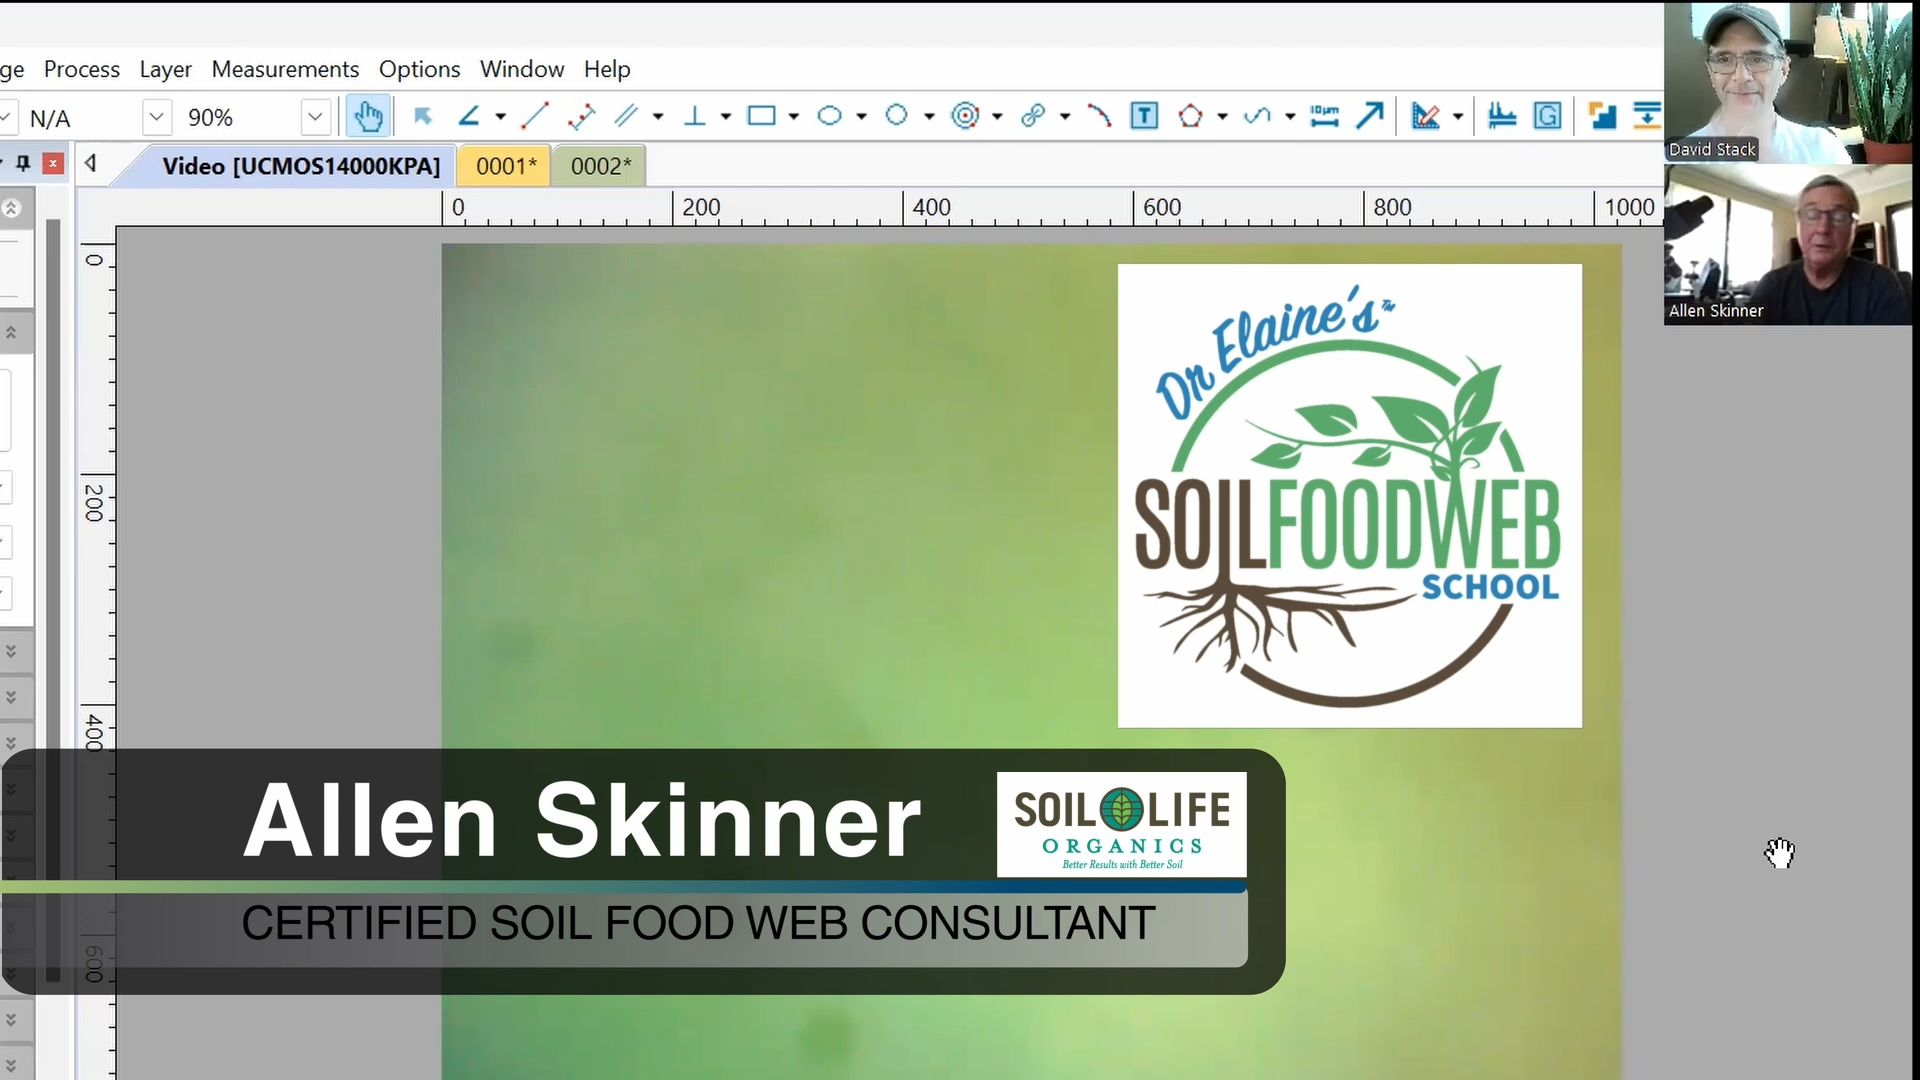 ge Process Layer Measurements Options Window Help
N/A 90% T 10µm G
Video [UCMOS14000KPA] 0001* 0002*
0 200 400 600 800 1000
0
200
400
600
David Stack
Allen Skinner
Dr Elaine's™
SOILFOODWEB
SCHOOL
Allen Skinner
SOIL LIFE
ORGANICS
Better Results with Better Soil
CERTIFIED SOIL FOOD WEB CONSULTANT